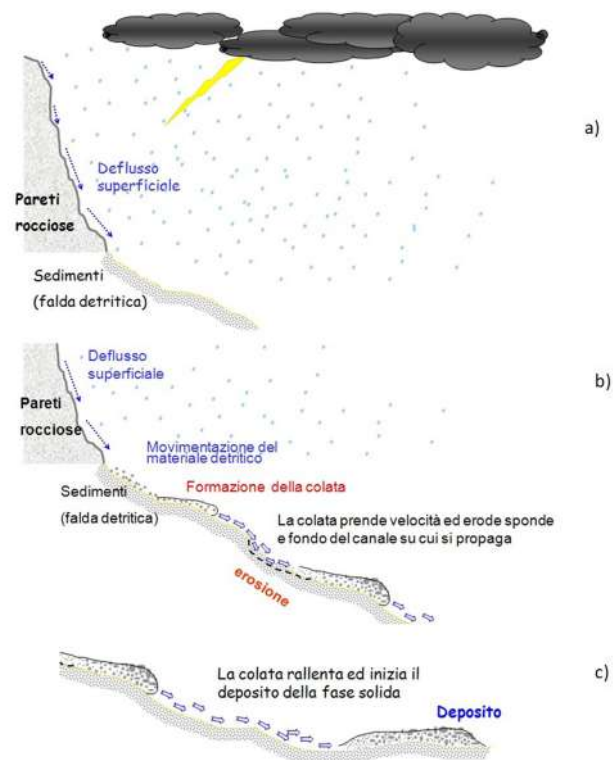 a)
Deflusso
superficiale
Pareti
rocciose
Sedimenti
(falda detritica)
Deflusso
superficiale
b)
Pareti
rocciose
Movimentazione del
materiale detritico
Sedimenti
(falda detritica)
Formazione della colata
La colata prende velocità ed erode sponde
e fondo del canale su cui si propaga
erosione
c)
La colata rallenta ed inizia il
deposito della fase solida
Deposito